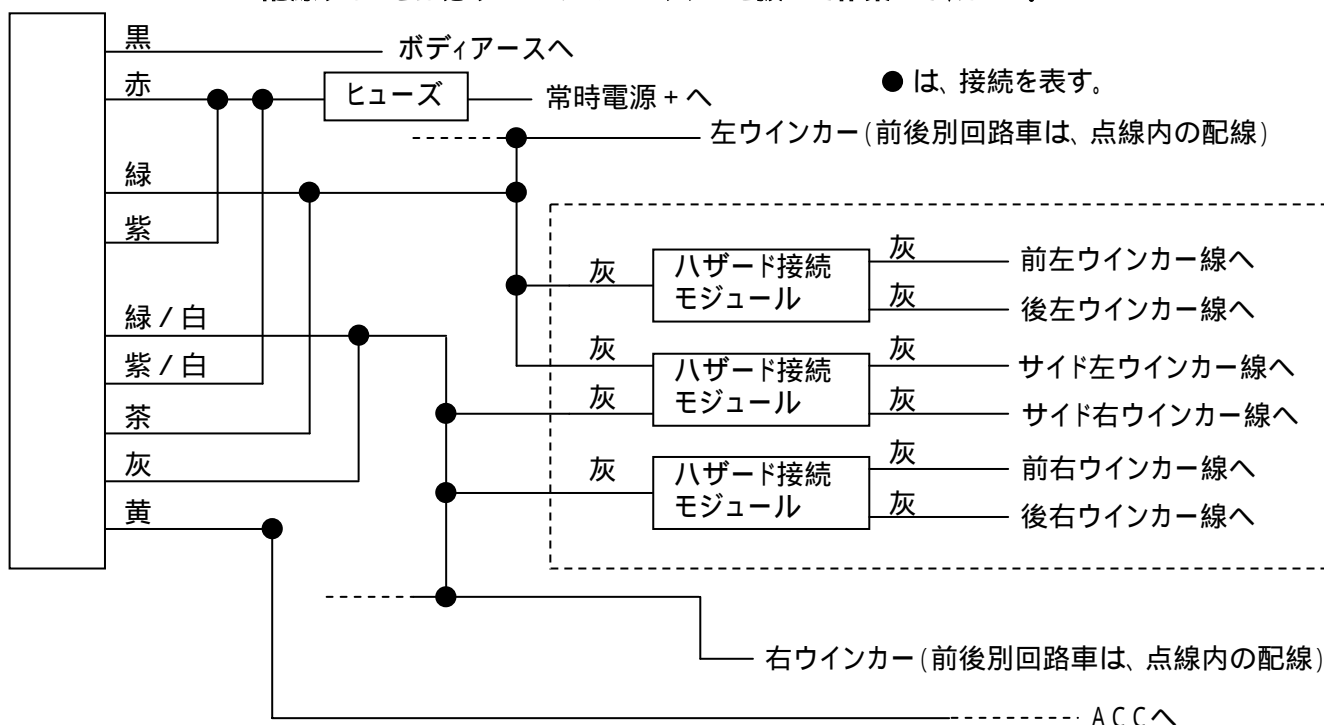 黒
ボディアースへ
赤
ヒューズ
常時電源+へ
●は、接続を表す。
左ウインカー(前後別回路車は、点線内の配線)
緑
紫
灰
ハザード接続
モジュール
灰
前左ウインカー線へ
灰
後左ウインカー線へ
緑/白
紫/白
灰
灰
ハザード接続
モジュール
灰
サイド左ウインカー線へ
灰
サイド右ウインカー線へ
茶
灰
灰
ハザード接続
モジュール
灰
前右ウインカー線へ
灰
後右ウインカー線へ
黄
右ウインカー(前後別回路車は、点線内の配線)
ACCへ